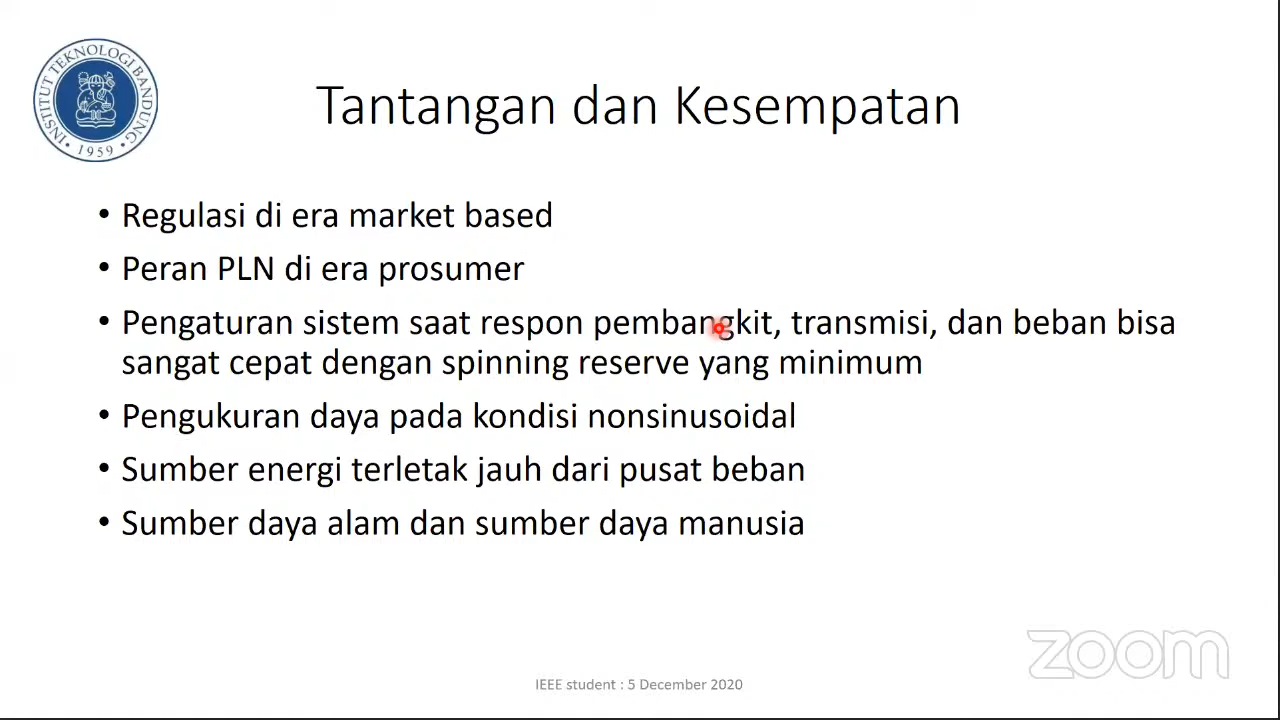 INSTITUT TEKNOLOGI BANDUNG
• 1959 •
Tantangan dan Kesempatan
• Regulasi di era market based
• Peran PLN di era prosumer
• Pengaturan sistem saat respon pembangkit, transmisi, dan beban bisa
sangat cepat dengan spinning reserve yang minimum
• Pengukuran daya pada kondisi nonsinusoidal
• Sumber energi terletak jauh dari pusat beban
• Sumber daya alam dan sumber daya manusia
zoom
IEEE student : 5 December 2020